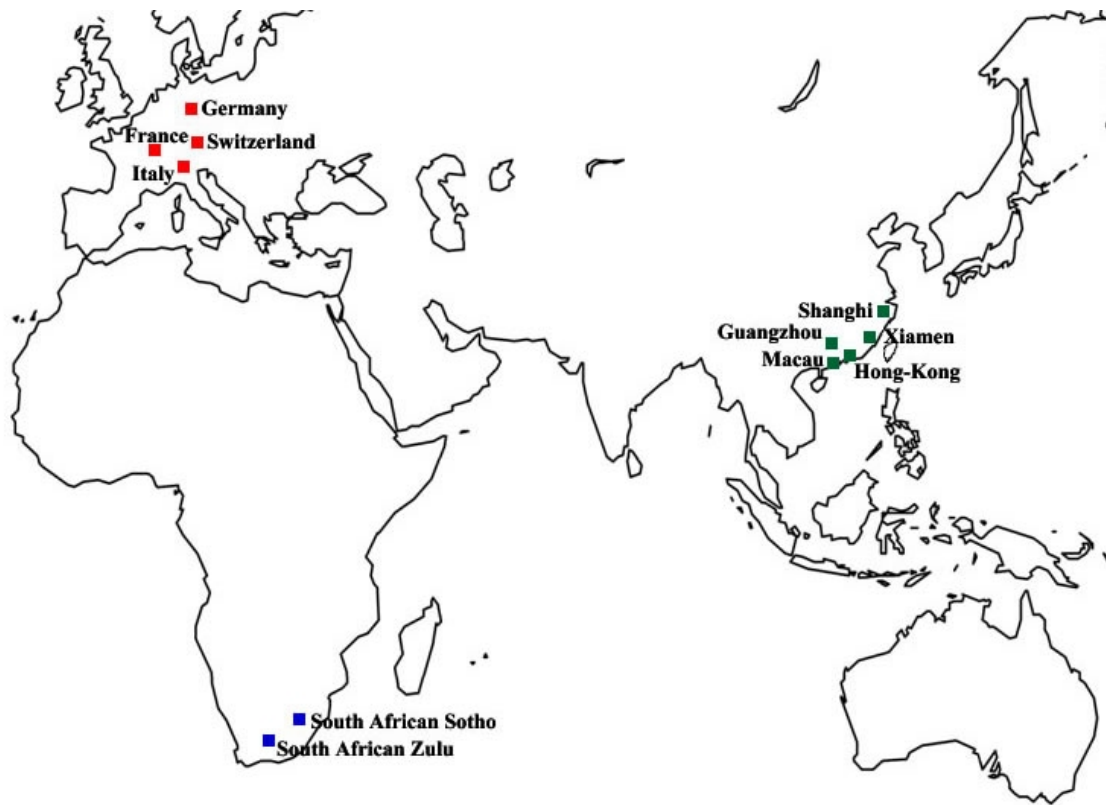 Germany
France
Switzerland
Italy
Shanghi
Guangzhou
Xiamen
Macau
Hong-Kong
South African Sotho
South African Zulu